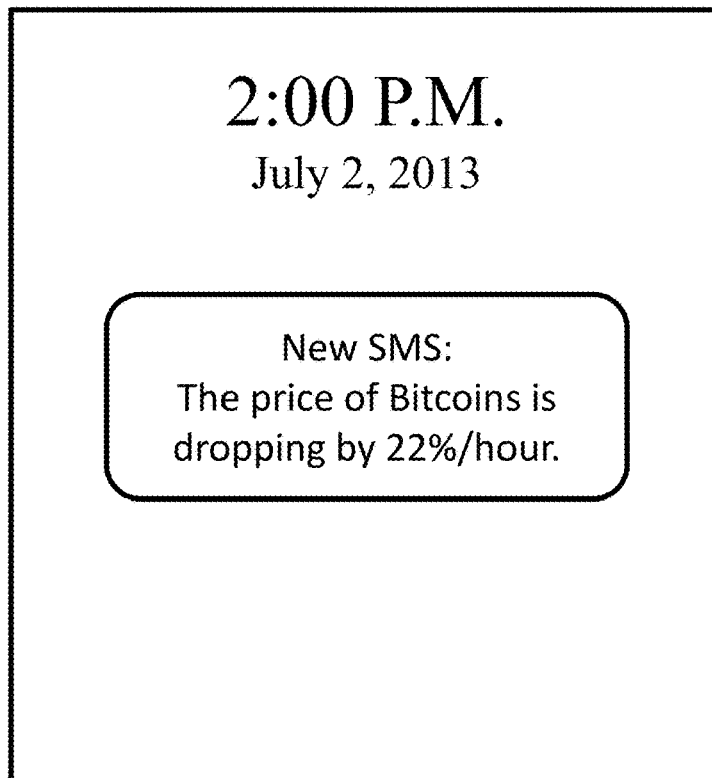 2:00 P.M.
July 2, 2013
New SMS:
The price of Bitcoins is
dropping by 22%/hour.